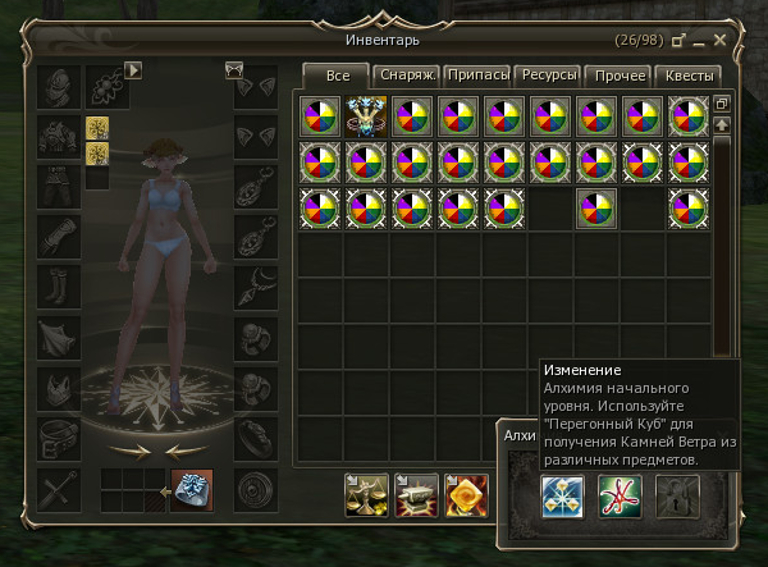 Инвентарь
(26/98)
Все Снаряж. Припасы Ресурсы Прочее Квесты
Изменение
Алхимия начального
уровня. Используйте
"Перегонный Куб" для
получения Камней Ветра из
различных предметов.
Алхи